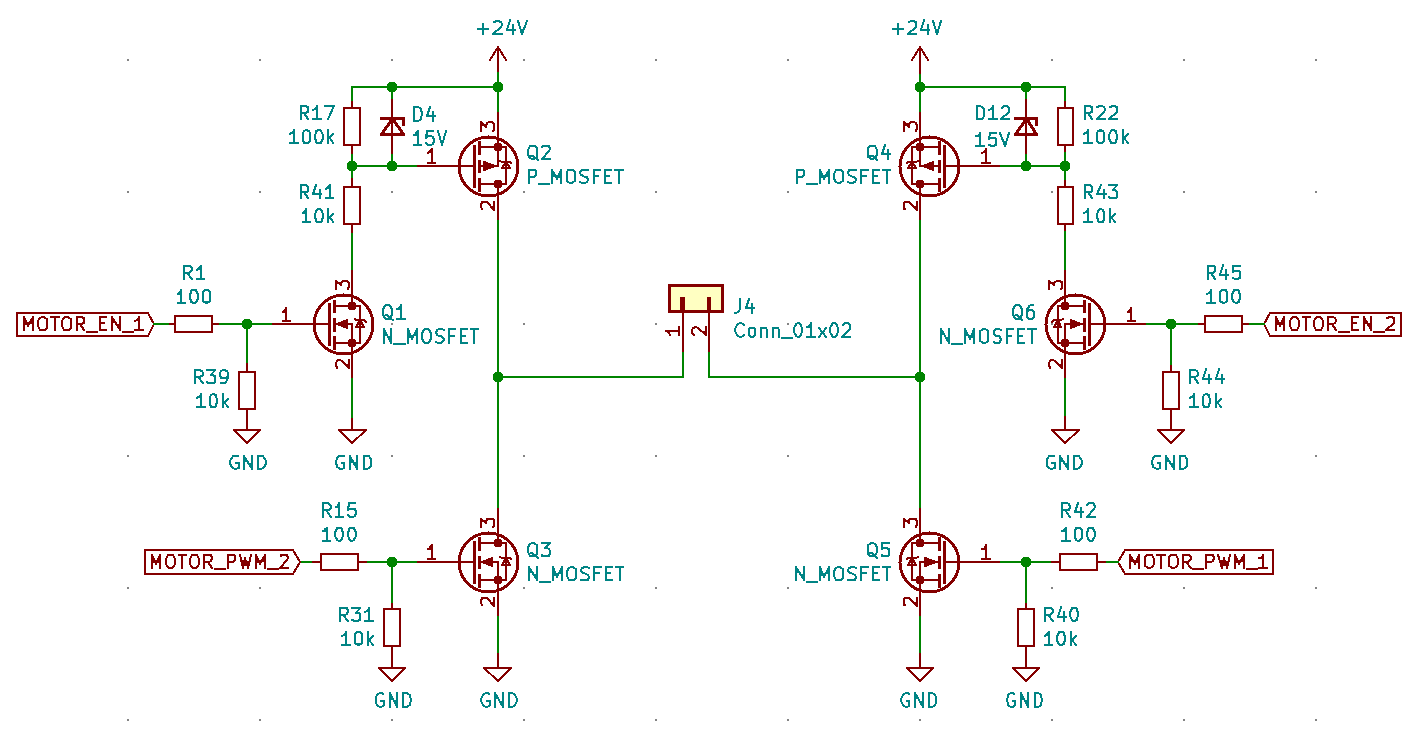 +24V
+24V
R17
100k
D4
15V
3
1
Q2
P_MOSFET
2
D12
15V
R22
100k
3
1
Q4
P_MOSFET
2
R41
10k
R43
10k
R1
100
MOTOR_EN_1
1
3
Q1
N_MOSFET
2
R39
10k
GND
GND
J4
Conn_01x02
1
2
R45
100
MOTOR_EN_2
1
3
Q6
N_MOSFET
2
R44
10k
GND
GND
R15
100
MOTOR_PWM_2
1
3
Q3
N_MOSFET
2
R31
10k
GND
GND
R42
100
MOTOR_PWM_1
1
3
Q5
N_MOSFET
2
R40
10k
GND
GND